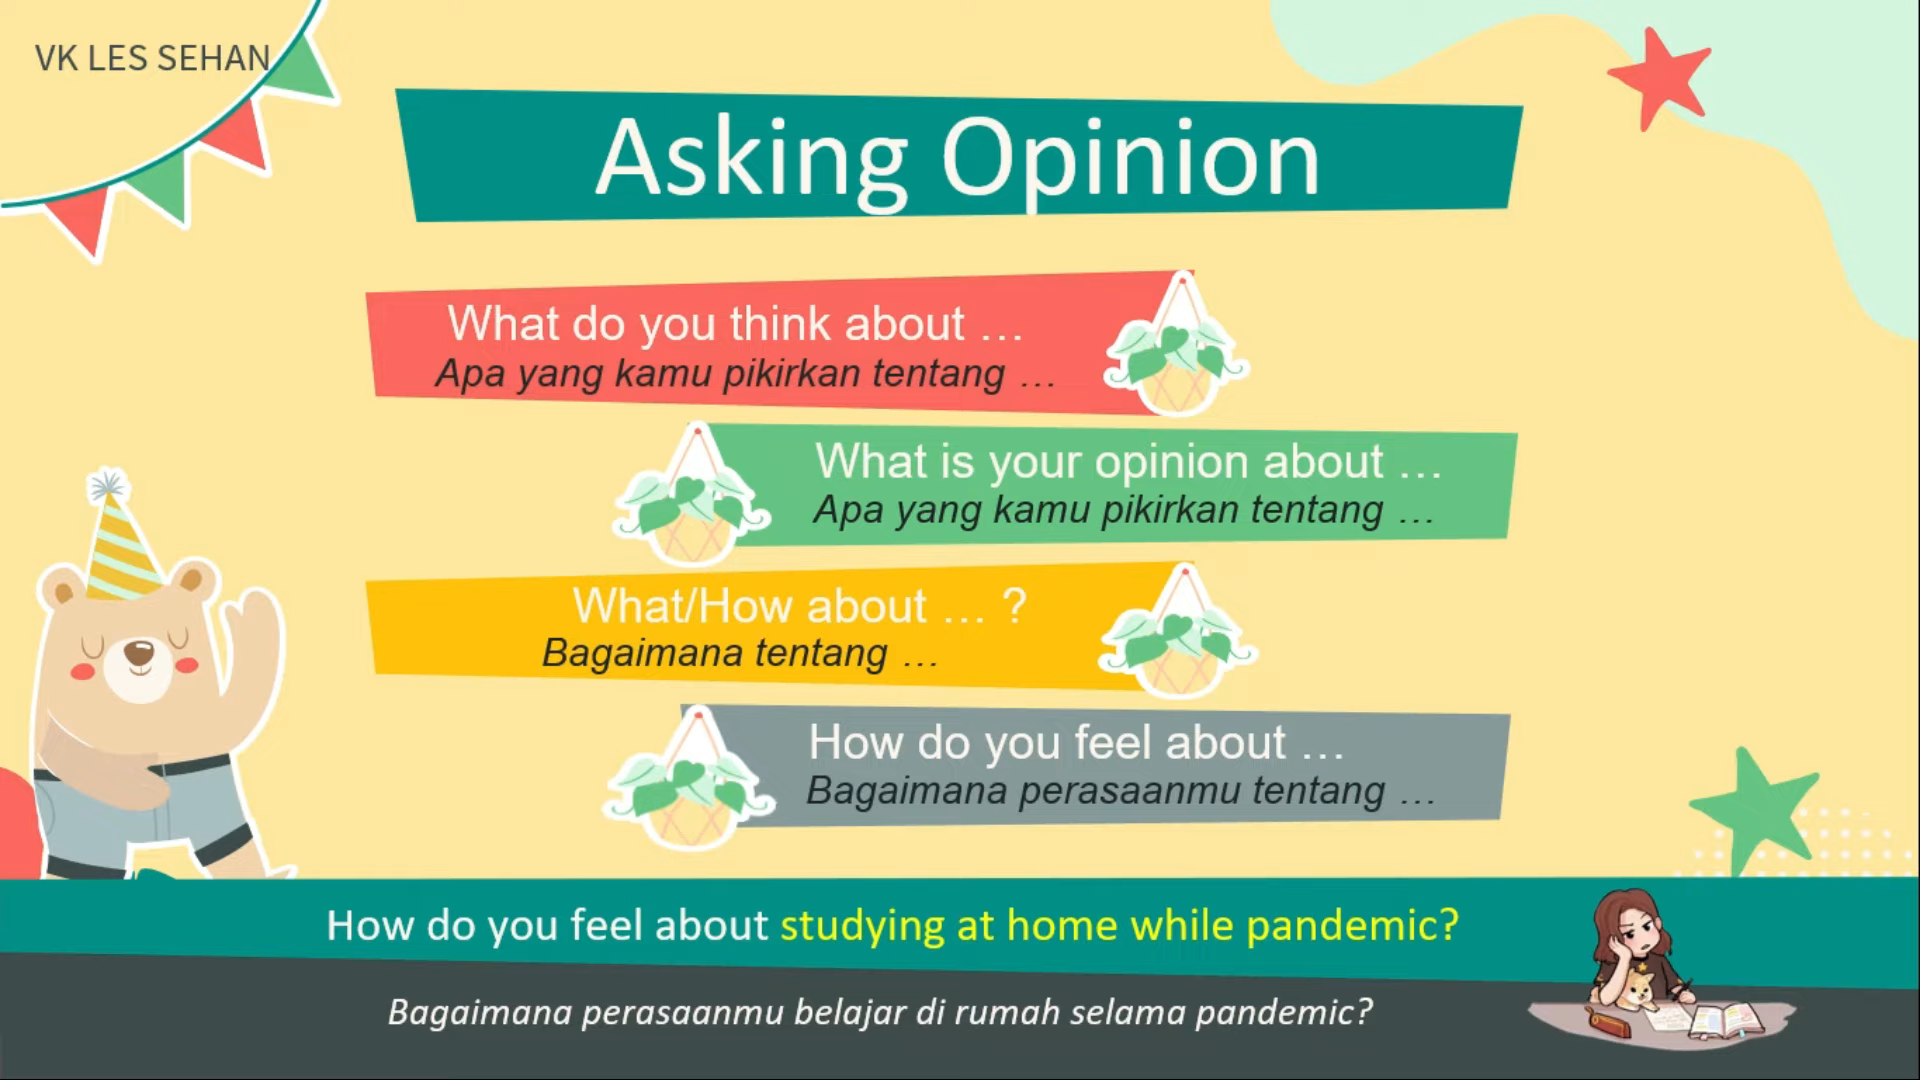 VK LES SEHAN
Asking Opinion
What do you think about …
Apa yang kamu pikirkan tentang …
What is your opinion about …
Apa yang kamu pikirkan tentang …
What/How about … ?
Bagaimana tentang …
How do you feel about …
Bagaimana perasaanmu tentang …
How do you feel about studying at home while pandemic?
Bagaimana perasaanmu belajar di rumah selama pandemic?